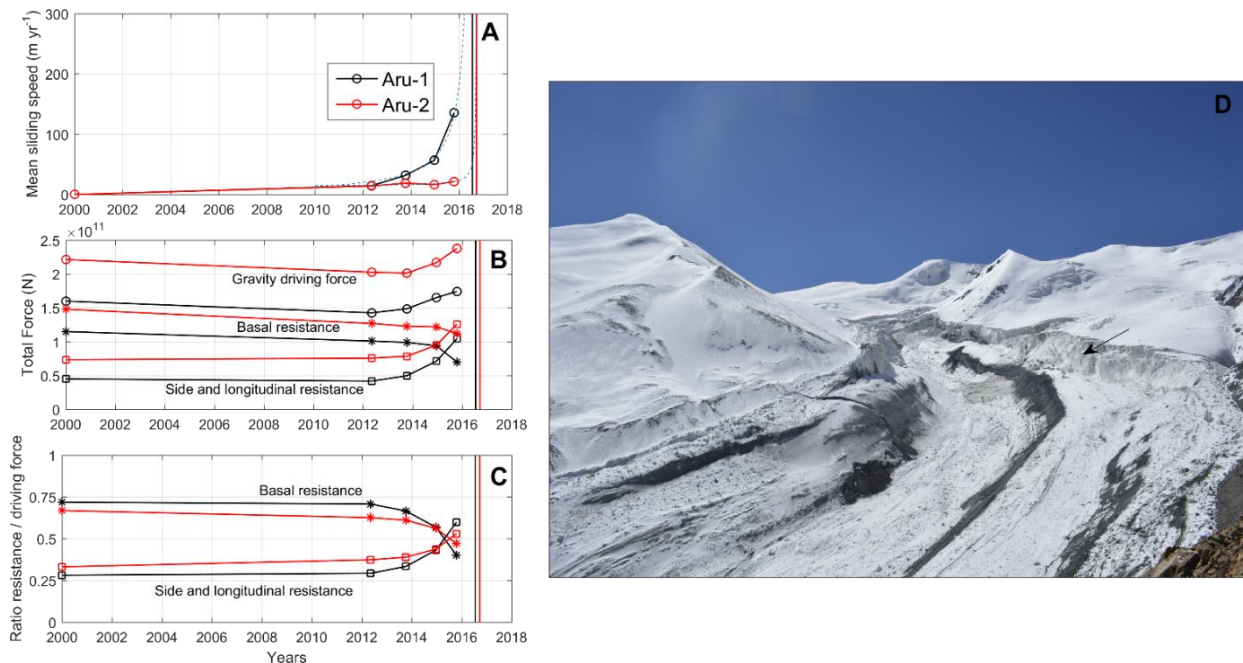 A
Mean sliding speed (m yr⁻¹)
300
200
100
0
Aru-1
Aru-2
2000 2002 2004 2006 2008 2010 2012 2014 2016 2018
B
Total Force (N)
2.5 × 10¹¹
2
1.5
1
0.5
0
Gravity driving force
Basal resistance
Side and longitudinal resistance
2000 2002 2004 2006 2008 2010 2012 2014 2016 2018
C
Ratio resistance / driving force
1
0.75
0.5
0.25
0
Basal resistance
Side and longitudinal resistance
2000 2002 2004 2006 2008 2010 2012 2014 2016 2018
Years
D